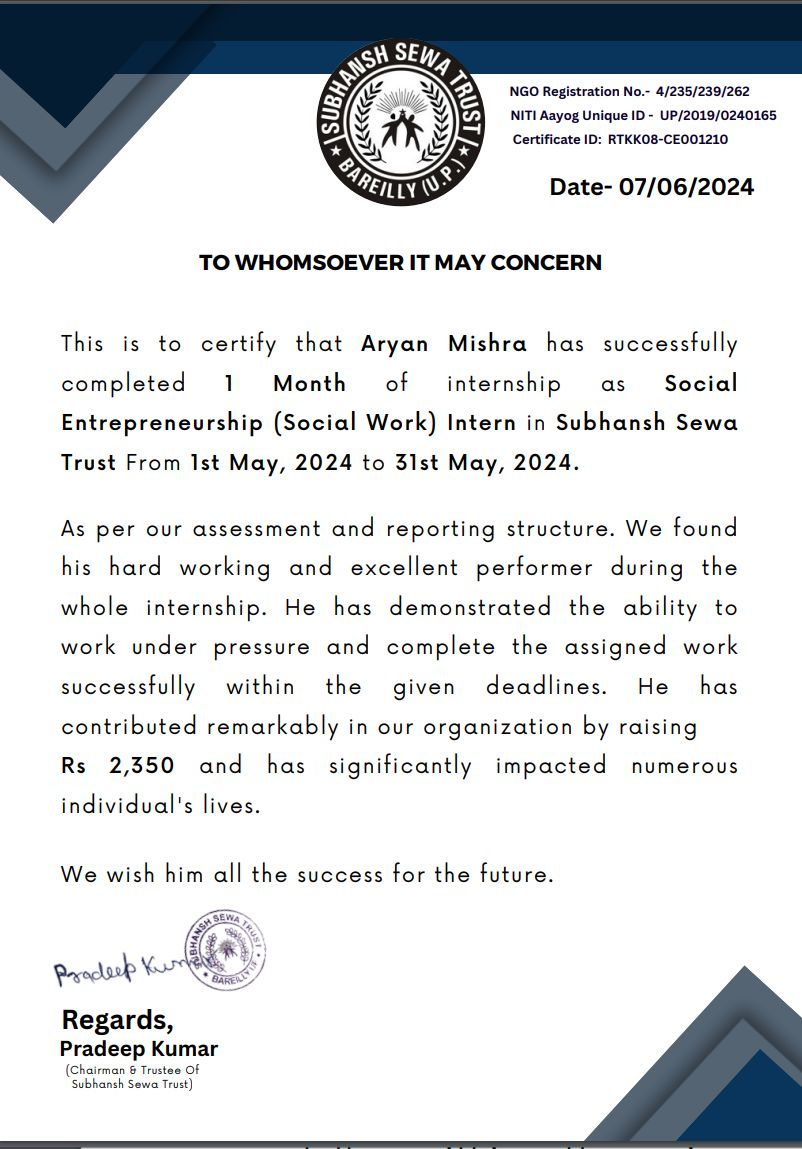 SUBHANSH SEWA TRUST
★ BAREILLY (U.P.) ★
NGO Registration No.- 4/235/239/262
NITI Aayog Unique ID - UP/2019/0240165
Certificate ID: RTKK08-CE001210
Date- 07/06/2024
TO WHOMSOEVER IT MAY CONCERN
This is to certify that Aryan Mishra has successfully
completed 1 Month of internship as Social
Entrepreneurship (Social Work) Intern in Subhansh Sewa
Trust From 1st May, 2024 to 31st May, 2024.
As per our assessment and reporting structure. We found
his hard working and excellent performer during the
whole internship. He has demonstrated the ability to
work under pressure and complete the assigned work
successfully within the given deadlines. He has
contributed remarkably in our organization by raising
Rs 2,350 and has significantly impacted numerous
individual's lives.
We wish him all the success for the future.
Pradeep Kumar
SUBHANSH SEWA TRUST
Regards,
Pradeep Kumar
(Chairman & Trustee Of
Subhansh Sewa Trust)